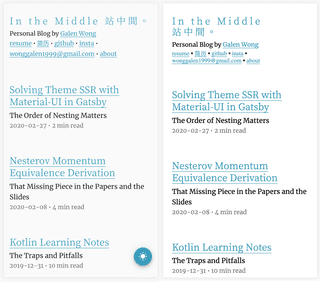 In the Middle 站中間。
Personal Blog by Galen Wong
resume • 简历 • github • insta •
wonggalen1999@gmail.com • about
Solving Theme SSR with
Material-UI in Gatsby
The Order of Nesting Matters
2020-02-27 • 2 min read
Nesterov Momentum
Equivalence Derivation
That Missing Piece in the Papers and the
Slides
2020-02-08 • 4 min read
Kotlin Learning Notes
The Traps and Pitfalls
2019-12-31 • 10 min read
In the Middle
站中間。
Personal Blog by Galen Wong
resume • 简历 • github • insta •
wonggalen1999@gmail.com • about
Solving Theme SSR with
Material-UI in Gatsby
The Order of Nesting Matters
2020-02-27 • 2 min read
Nesterov Momentum
Equivalence Derivation
That Missing Piece in the Papers and the
Slides
2020-02-08 • 4 min read
Kotlin Learning Notes
The Traps and Pitfalls
2019-12-31 • 10 min read